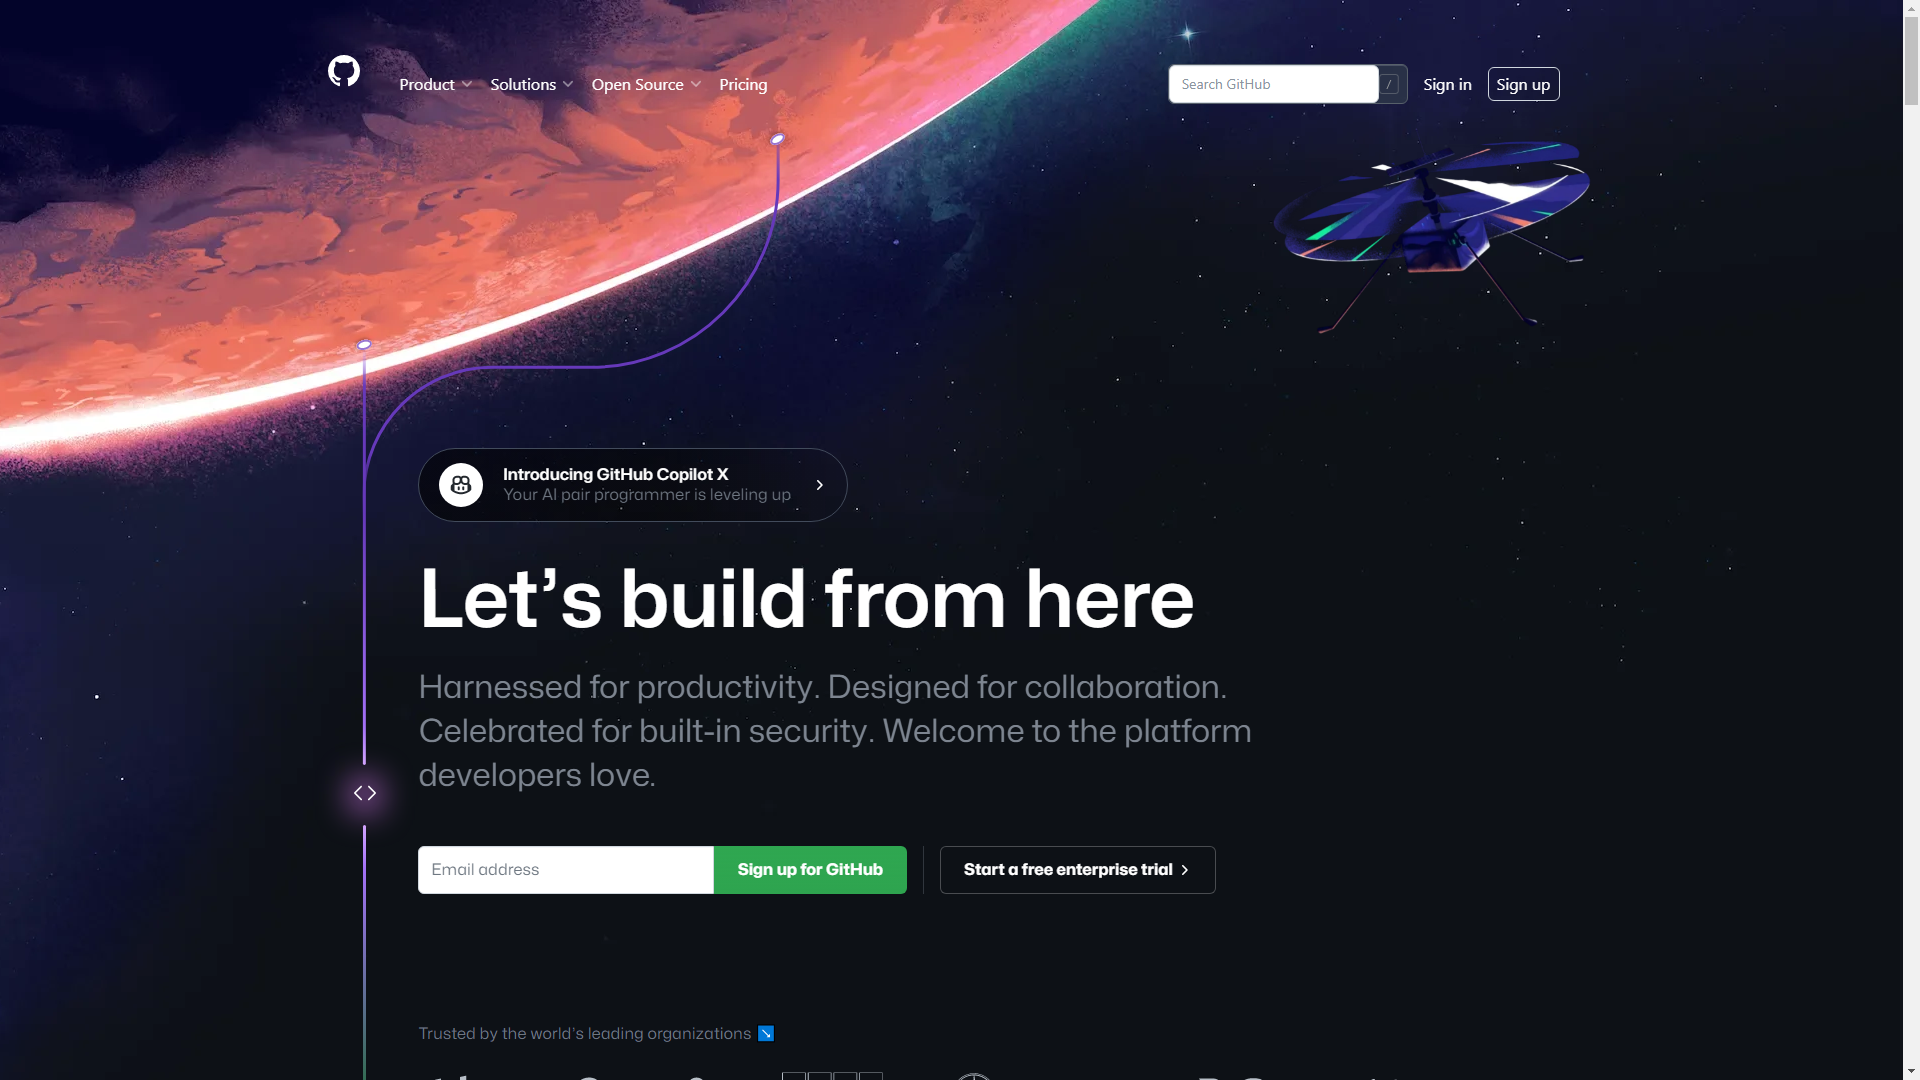 Product Solutions Open Source Pricing Search GitHub / Sign in Sign up
Introducing GitHub Copilot X
Your AI pair programmer is leveling up
Let’s build from here
Harnessed for productivity. Designed for collaboration.
Celebrated for built-in security. Welcome to the platform
developers love.
Email address Sign up for GitHub Start a free enterprise trial
Trusted by the world’s leading organizations ↘